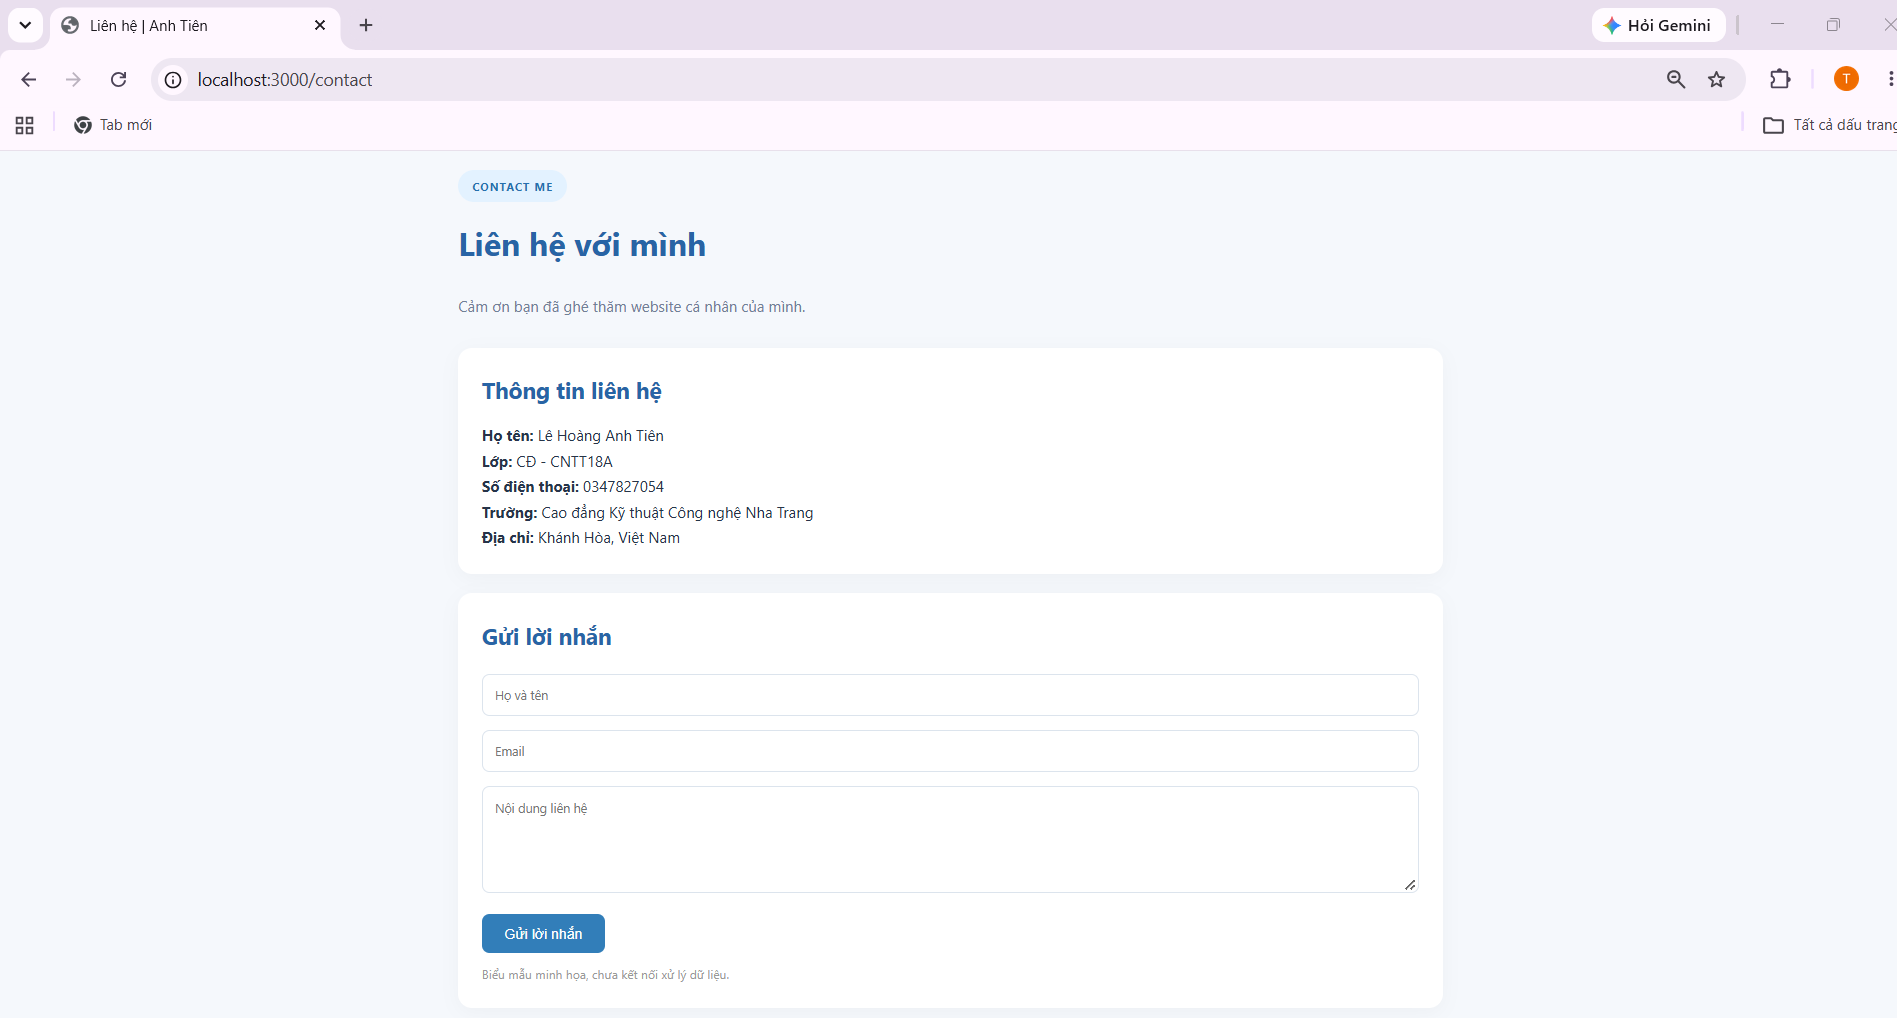 Liên hệ | Anh Tiên
Hỏi Gemini
localhost:3000/contact
T
Tab mới
Tất cả dấu trang
CONTACT ME
Liên hệ với mình
Cảm ơn bạn đã ghé thăm website cá nhân của mình.
Thông tin liên hệ
Họ tên: Lê Hoàng Anh Tiên
Lớp: CĐ - CNTT18A
Số điện thoại: 0347827054
Trường: Cao đẳng Kỹ thuật Công nghệ Nha Trang
Địa chỉ: Khánh Hòa, Việt Nam
Gửi lời nhắn
Họ và tên
Email
Nội dung liên hệ
Gửi lời nhắn
Biểu mẫu minh họa, chưa kết nối xử lý dữ liệu.